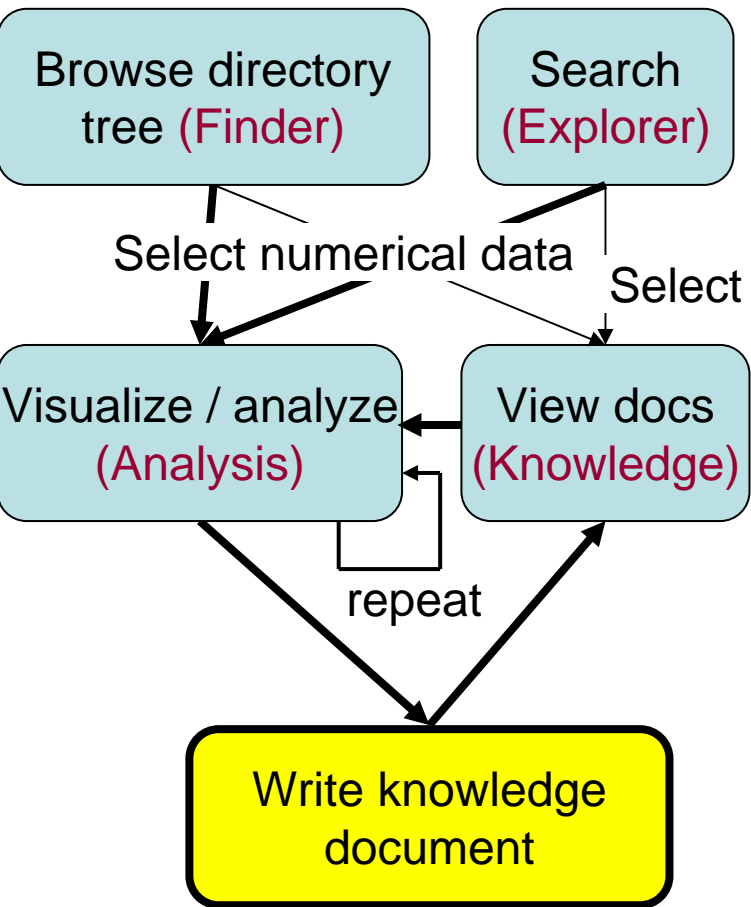 Browse directory
tree (Finder)
Search
(Explorer)
Select numerical data
Select
Visualize / analyze
(Analysis)
View docs
(Knowledge)
repeat
Write knowledge
document